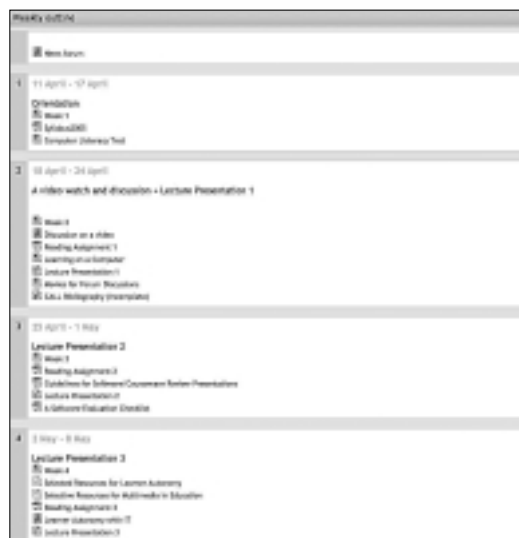 Weekly outline
News forum
1 11 April - 17 April
Orientation
Week 1
Syllabus2005
Computer Literacy Test
2 18 April - 24 April
A video watch and discussion + Lecture Presentation 1
Week 2
Discussion on a video
Reading Assignment 1
Learning on a Computer
Lecture Presentation 1
for Forum Discussions
CALL Bibliography (incomplete)
3 25 April - 1 May
Lecture Presentation 2
Week 3
Reading Assignment 2
Guidelines for Software Courseware Review Presentations
Lecture Presentation 2
A Software Evaluation Checklist
4 2 May - 8 May
Lecture Presentation 3
Week 4
Selected Resources for Learner Autonomy
Selective Resources for Multimedia in Education
Reading Assignment 3
Learner Autonomy with IT
Lecture Presentation 3